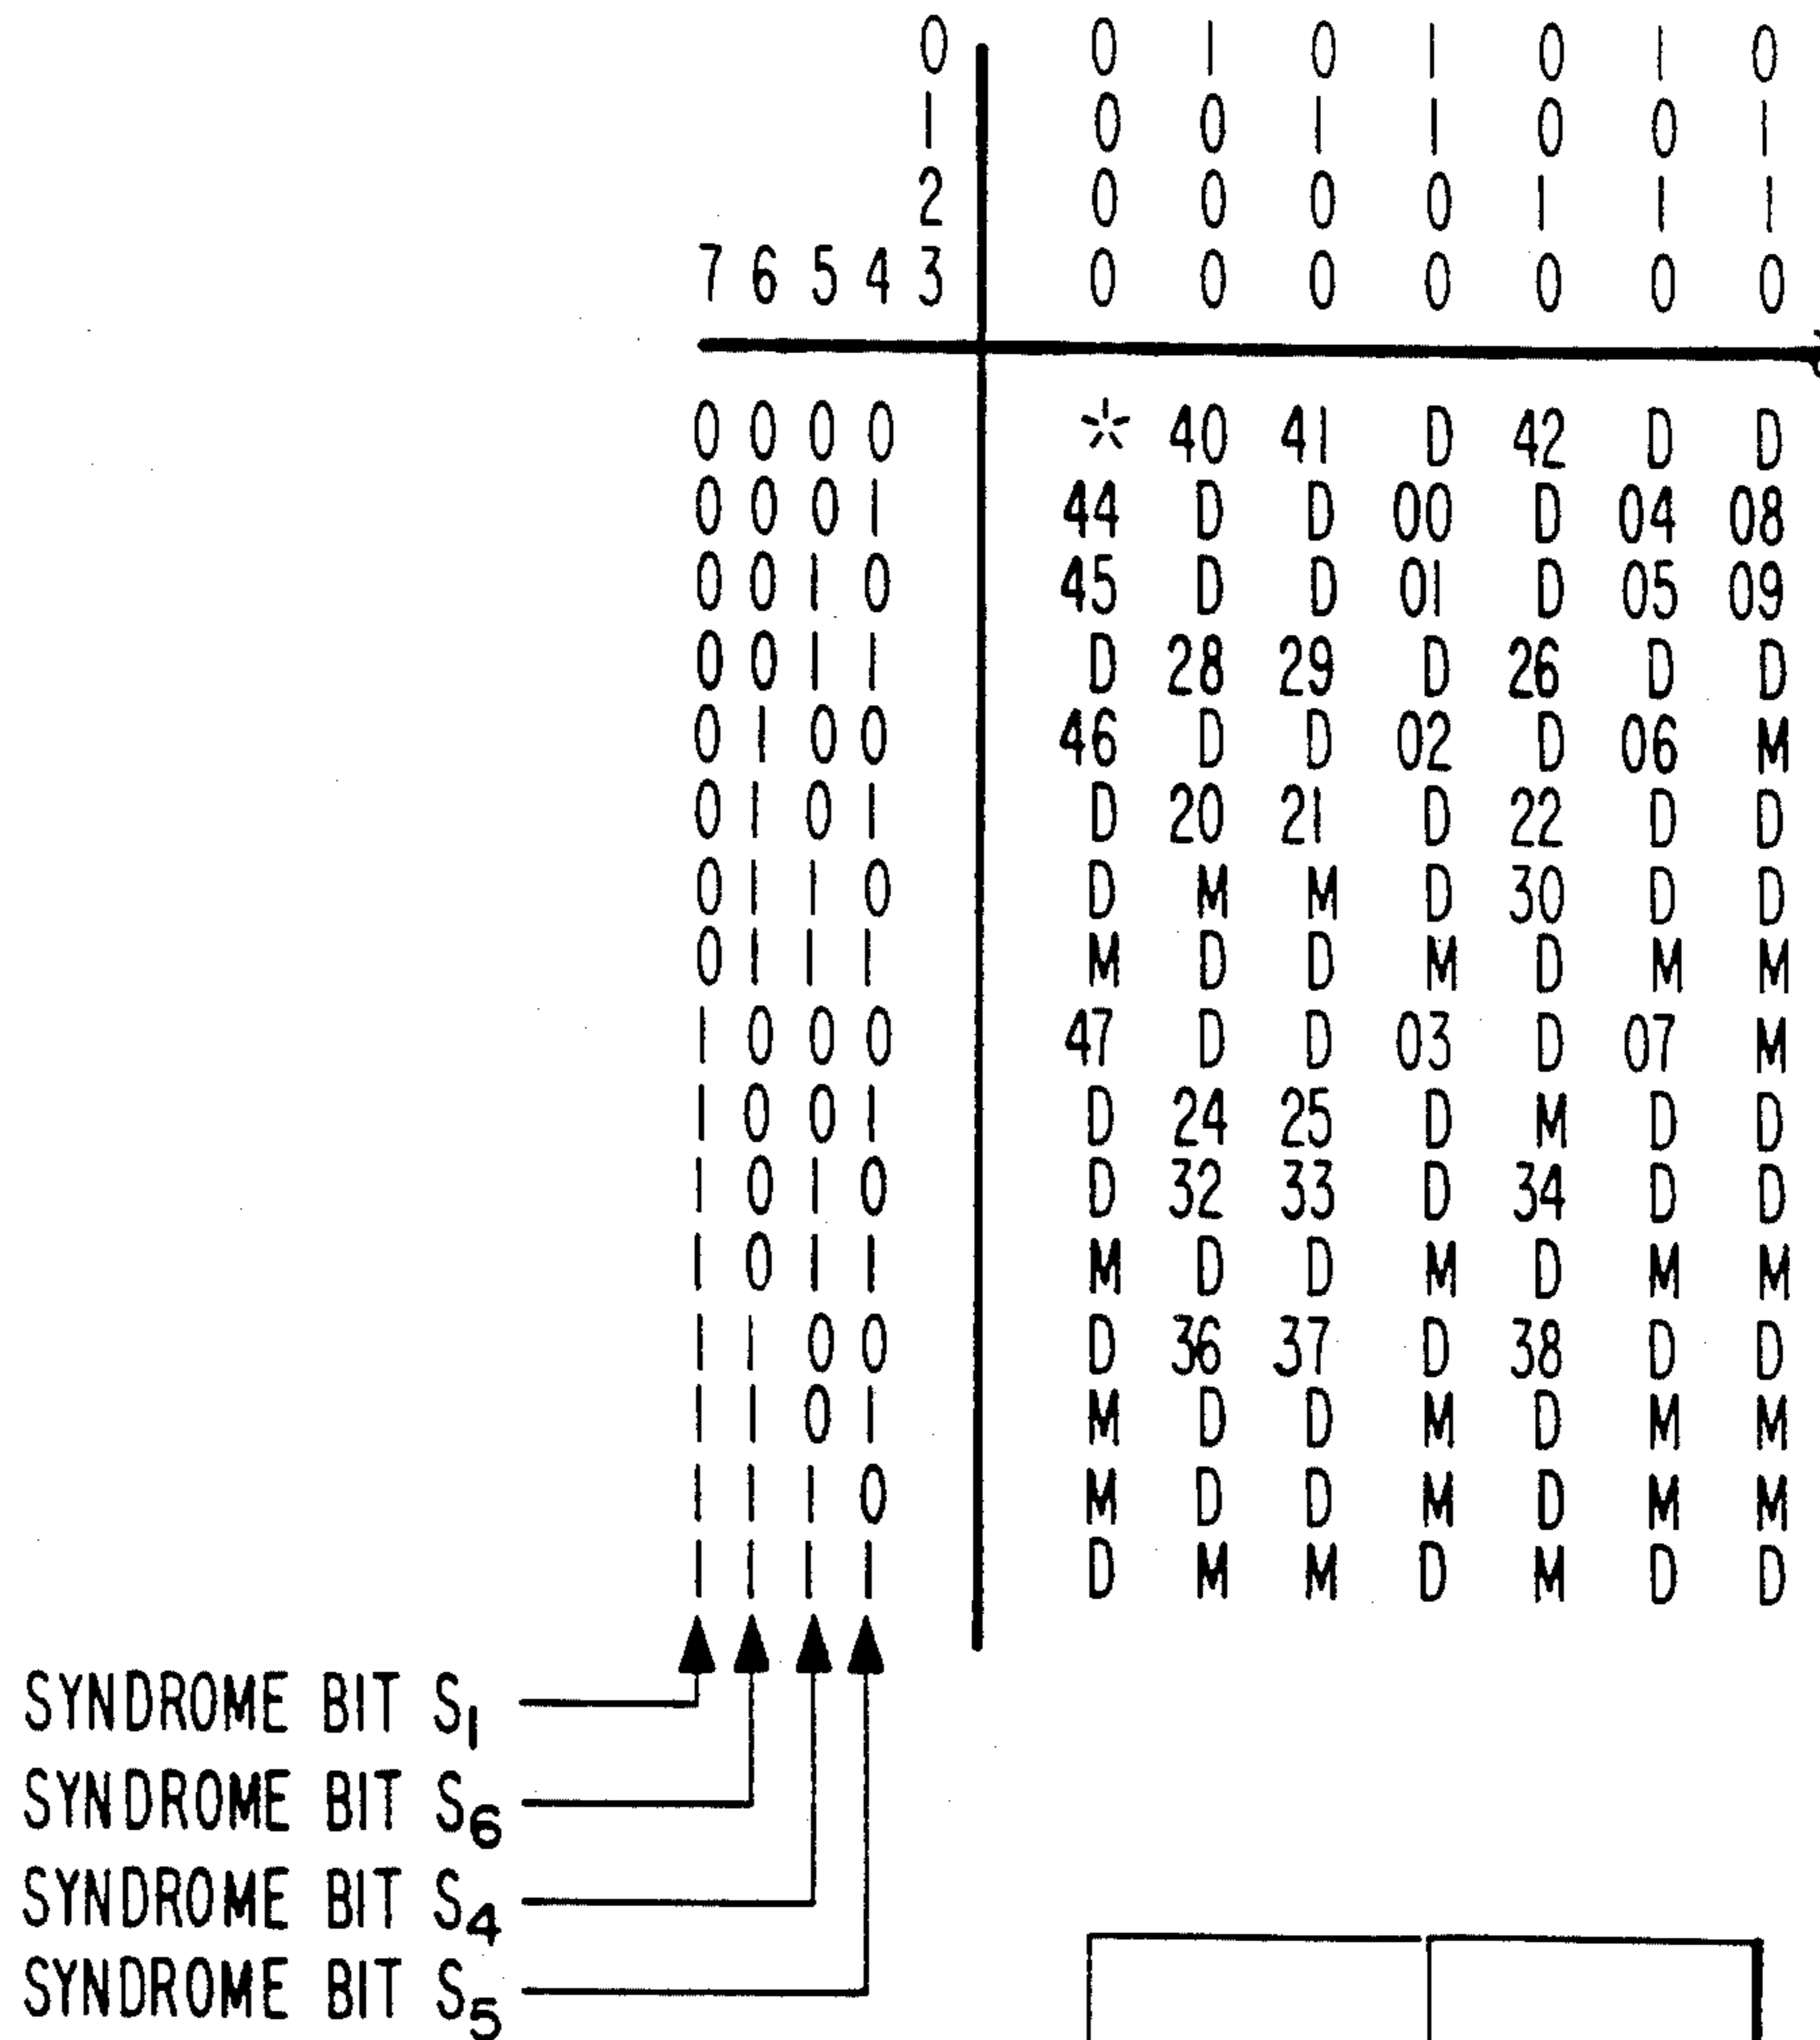 0 0 1 0 1 0 1 0
1 0 0 1 1 0 0 1
2 0 0 0 0 1 1 1
7 6 5 4 3 0 0 0 0 0 0 0
0 0 0 0 * 40 41 D 42 D D
0 0 0 1 44 D D 00 D 04 08
0 0 1 0 45 D D 01 D 05 09
0 0 1 1 D 28 29 D 26 D D
0 1 0 0 46 D D 02 D 06 M
0 1 0 1 D 20 21 D 22 D D
0 1 1 0 D M M D 30 D D
0 1 1 1 M D D M D M M
1 0 0 0 47 D D 03 D 07 M
1 0 0 1 D 24 25 D M D D
1 0 1 0 D 32 33 D 34 D D
1 0 1 1 M D D M D M M
1 1 0 0 D 36 37 D 38 D D
1 1 0 1 M D D M D M M
1 1 1 0 M D D M D M M
1 1 1 1 D M M D M D D
SYNDROME BIT S1
SYNDROME BIT S6
SYNDROME BIT S4
SYNDROME BIT S5